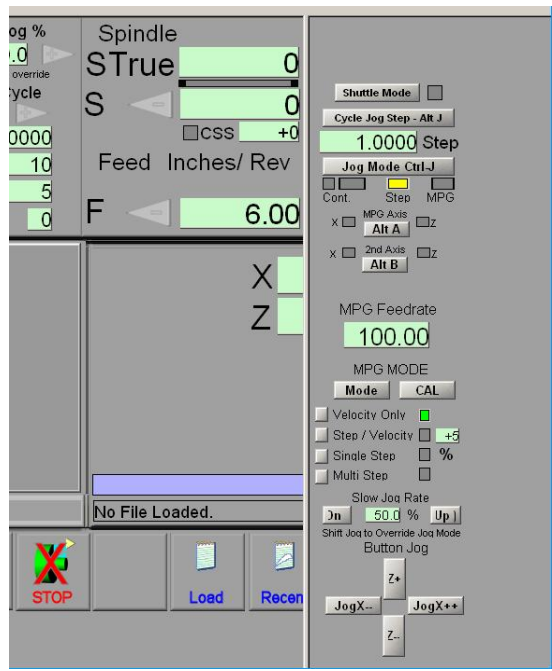 og %
.0
override
ycle
0000
10
5
0
Spindle
STrue 0
S 0
CSS +0
Feed Inches/ Rev
F 6.00
X
Z
No File Loaded.
STOP
Load
Recen
Shuttle Mode
Cycle Jog Step - Alt J
1.0000 Step
Jog Mode Ctrl-J
Cont. Step MPG
MPG Axis
X Alt A Z
2nd Axis
X Alt B Z
MPG Feedrate
100.00
MPG MODE
Mode CAL
Velocity Only
Step / Velocity +5
Single Step %
Multi Step
Slow Jog Rate
Dn 50.0 % Up
Shift Jog to Override Jog Mode
Button Jog
Z+
JogX-- JogX++
Z--